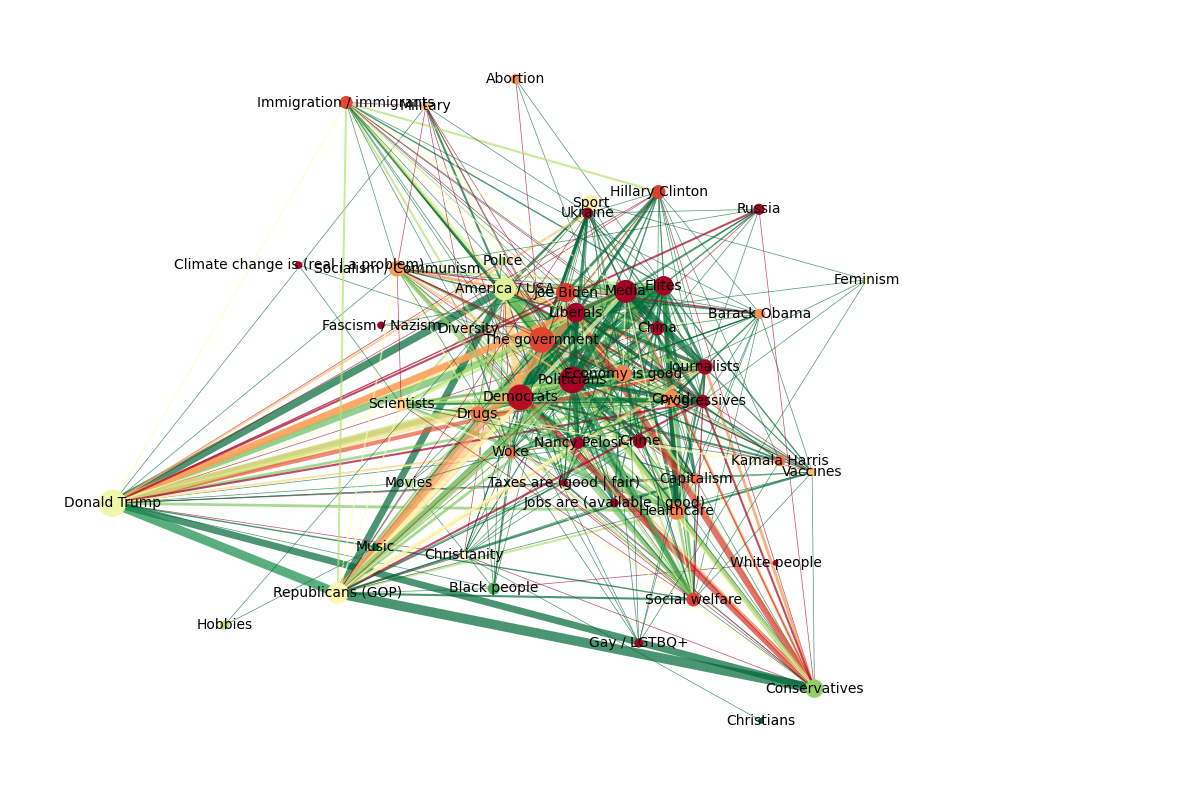 Abortion
Immigration / immigrants
Military
Hillary Clinton
Sport
Ukraine
Russia
Police
Climate change is (real | a problem)
Socialism / Communism
Feminism
America / USA
Joe Biden
Media
Elites
Liberals
Barack Obama
Fascism / Nazism
Diversity
China
The government
Journalists
Economy is good
Politicians
Democrats
Covid
Progressives
Scientists
Drugs
Nancy Pelosi
Crime
Woke
Kamala Harris
Vaccines
Movies
Taxes are (good | fair)
Capitalism
Donald Trump
Jobs are (available | good)
Healthcare
Music
Christianity
White people
Republicans (GOP)
Black people
Social welfare
Hobbies
Gay / LGTBQ+
Conservatives
Christians